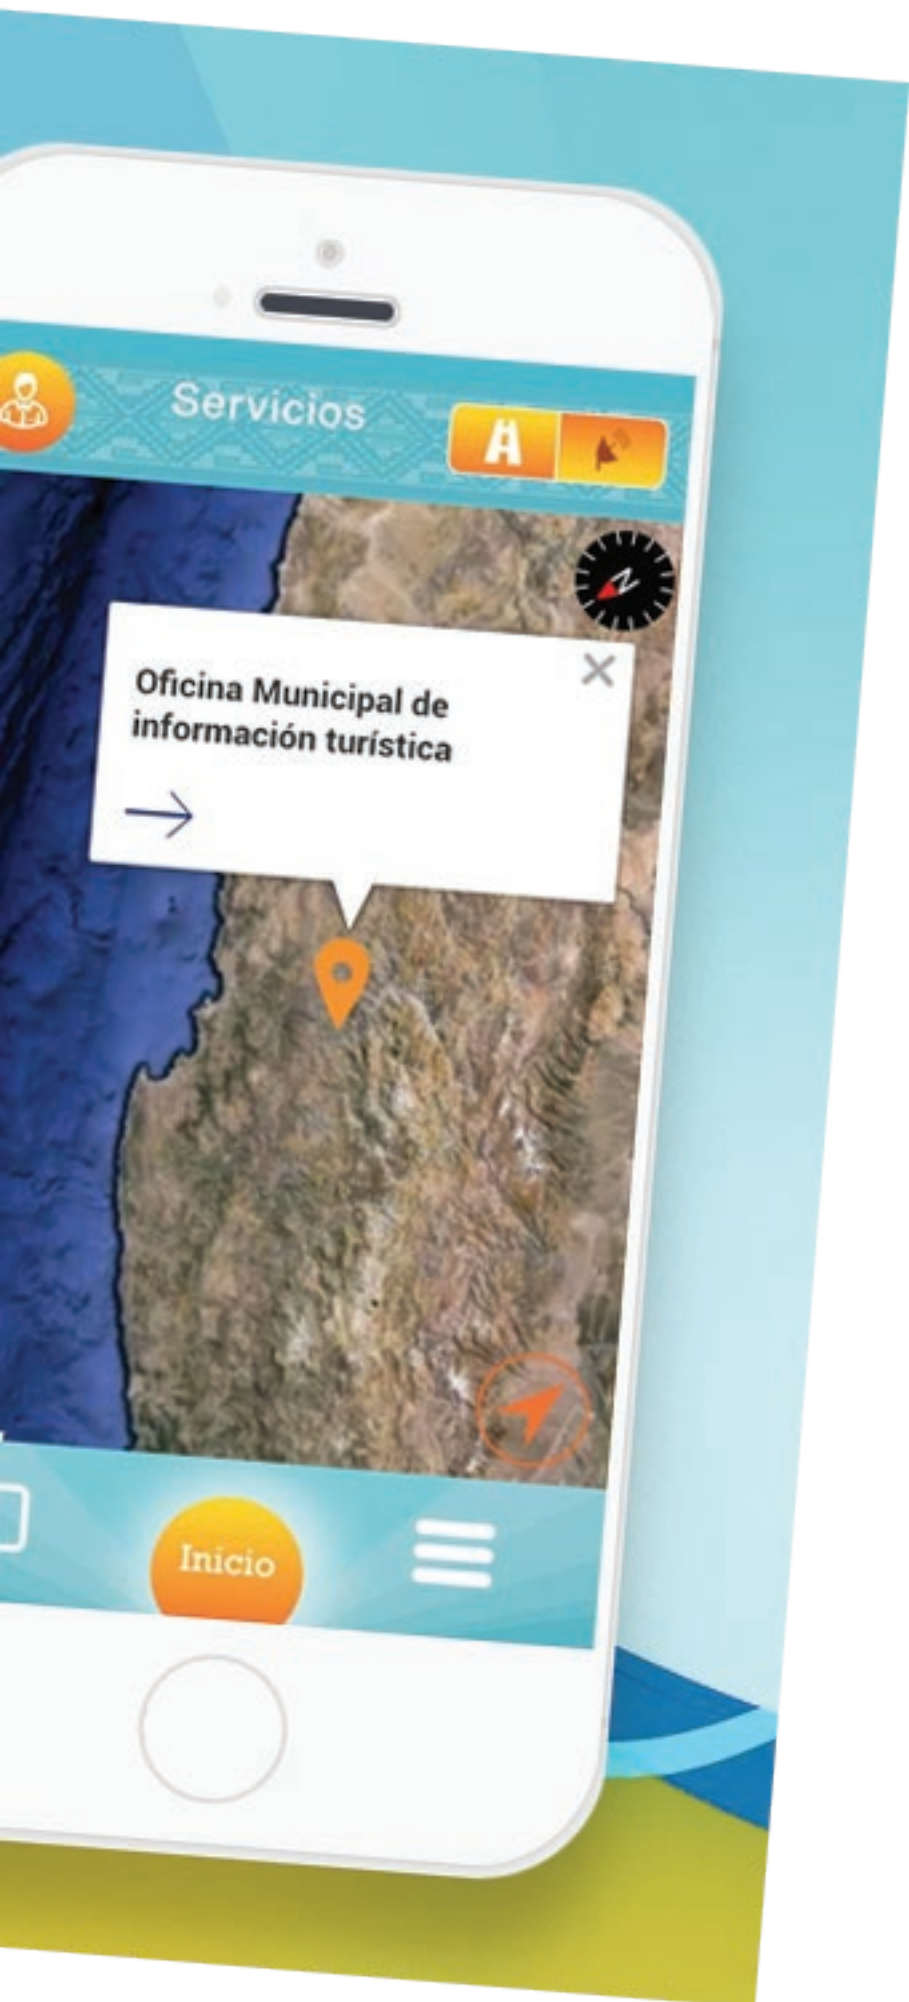 Servicios
N
Oficina Municipal de
información turística
Inicio